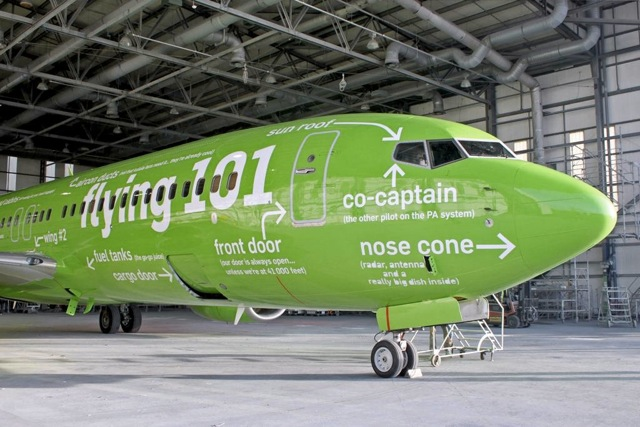 sun roof
aircon ducts
flying 101
wing #2
co-captain
(the other pilot on the PA system)
fuel tanks (the go-go juice)
cargo door
front door
(our door is always open...
unless we're at 41,000 feet)
nose cone
(radar, antenna
and a
really big dish inside)